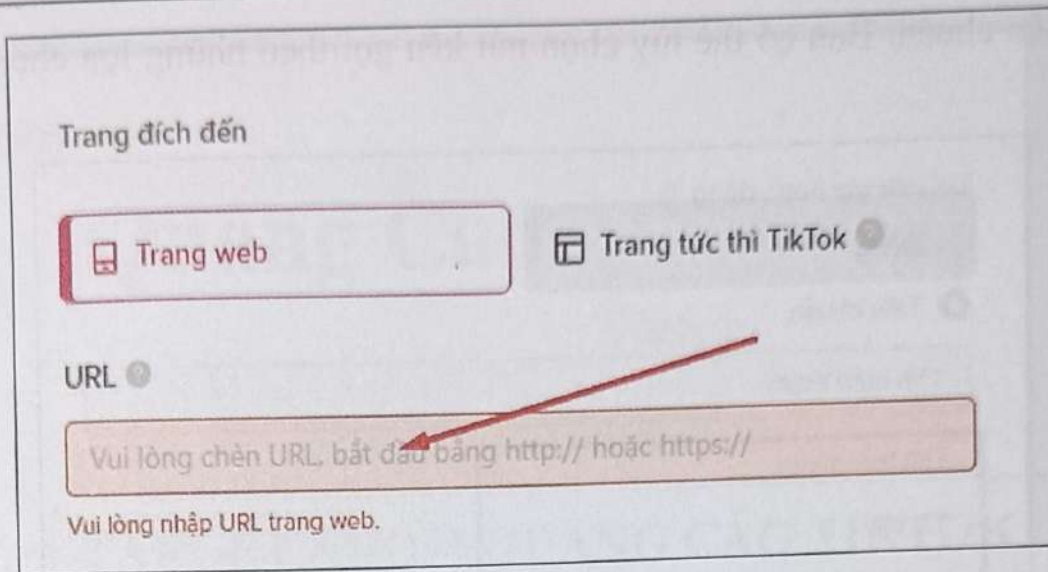 Trang đích đến
Trang web
Trang tức thì TikTok
URL
Vui lòng chèn URL, bắt đầu bằng http:// hoặc https://
Vui lòng nhập URL trang web.